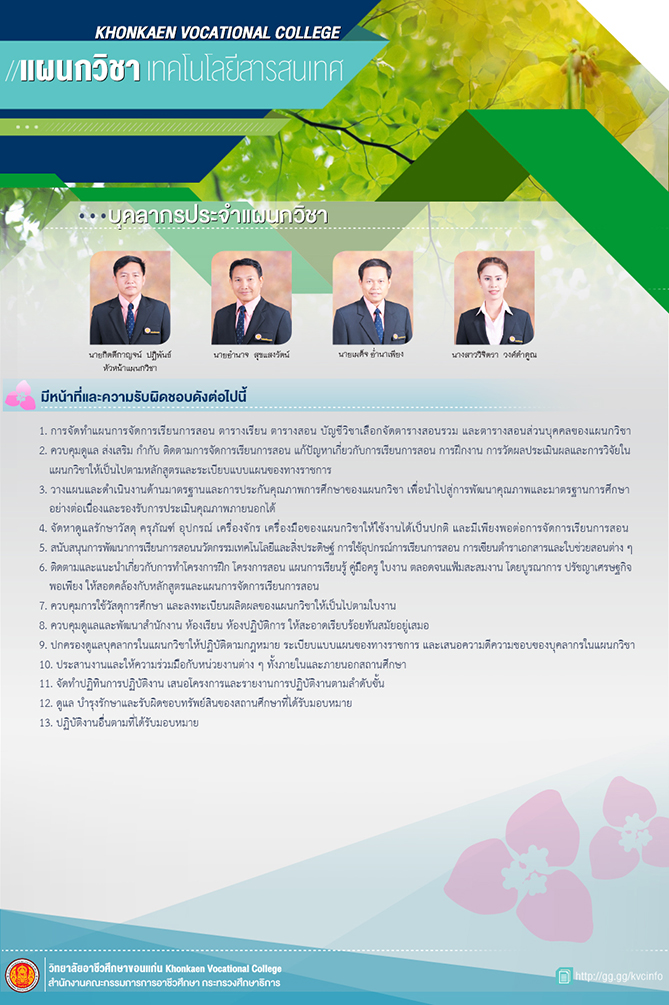 KHONKAEN VOCATIONAL COLLEGE
//แผนกวิชา เทคโนโลยีสารสนเทศ
บุคลากรประจำแผนกวิชา
นายกิตติกาญจน์ ปฏิพันธ์
หัวหน้าแผนกวิชา
นายอำนาจ สุขแสงรัตน์
นายเผด็จ ย่ำนาเพียง
นางสาววิจิตรา วงศ์คำคูณ
มีหน้าที่และความรับผิดชอบดังต่อไปนี้
1. การจัดทำแผนการจัดการเรียนการสอน ตารางเรียน ตารางสอน บัญชีวิชาเลือกจัดตารางสอนรวม และตารางสอนส่วนบุคคลของแผนกวิชา
2. ควบคุมดูแล ส่งเสริม กำกับ ติดตามการจัดการเรียนการสอน แก้ปัญหาเกี่ยวกับการเรียนการสอน การฝึกงาน การวัดผลประเมินผลและการวิจัยใน
แผนกวิชาให้เป็นไปตามหลักสูตรและระเบียบแบบแผนของทางราชการ
3. วางแผนและดำเนินงานด้านมาตรฐานและการประกันคุณภาพการศึกษาของแผนกวิชา เพื่อนำไปสู่การพัฒนาคุณภาพและมาตรฐานการศึกษา
อย่างต่อเนื่องและรองรับการประเมินคุณภาพภายนอกได้
4. จัดหาดูแลรักษาวัสดุ ครุภัณฑ์ อุปกรณ์ เครื่องจักร เครื่องมือของแผนกวิชาให้ใช้งานได้เป็นปกติ และมีเพียงพอต่อการจัดการเรียนการสอน
5. สนับสนุนการพัฒนาการเรียนการสอนนวัตกรรมเทคโนโลยีและสิ่งประดิษฐ์ การใช้อุปกรณ์การเรียนการสอน การเขียนตำราเอกสารและใบช่วยสอนต่าง ๆ
6. ติดตามและแนะนำเกี่ยวกับการทำโครงการฝึก โครงการสอน แผนการเรียนรู้ คู่มือครู ใบงาน ตลอดจนแฟ้มสะสมงาน โดยบูรณาการ ปรัชญาเศรษฐกิจ
พอเพียง ให้สอดคล้องกับหลักสูตรและแผนการจัดการเรียนการสอน
7. ควบคุมการใช้วัสดุการศึกษา และลงทะเบียนผลิตผลของแผนกวิชาให้เป็นไปตามใบงาน
8. ควบคุมดูแลและพัฒนาสำนักงาน ห้องเรียน ห้องปฏิบัติการ ให้สะอาดเรียบร้อยทันสมัยอยู่เสมอ
9. ปกครองดูแลบุคลากรในแผนกวิชาให้ปฏิบัติตามกฎหมาย ระเบียบแบบแผนของทางราชการ และเสนอความดีความชอบของบุคลากรในแผนกวิชา
10. ประสานงานและให้ความร่วมมือกับหน่วยงานต่าง ๆ ทั้งภายในและภายนอกสถานศึกษา
11. จัดทำปฏิทินการปฏิบัติงาน เสนอโครงการและรายงานการปฏิบัติงานตามลำดับขั้น
12. ดูแล บำรุงรักษาและรับผิดชอบทรัพย์สินของสถานศึกษาที่ได้รับมอบหมาย
13. ปฏิบัติงานอื่นตามที่ได้รับมอบหมาย
วิทยาลัยอาชีวศึกษาขอนแก่น Khonkaen Vocational College
สำนักงานคณะกรรมการการอาชีวศึกษา กระทรวงศึกษาธิการ
http://gg.gg/kvcinfo